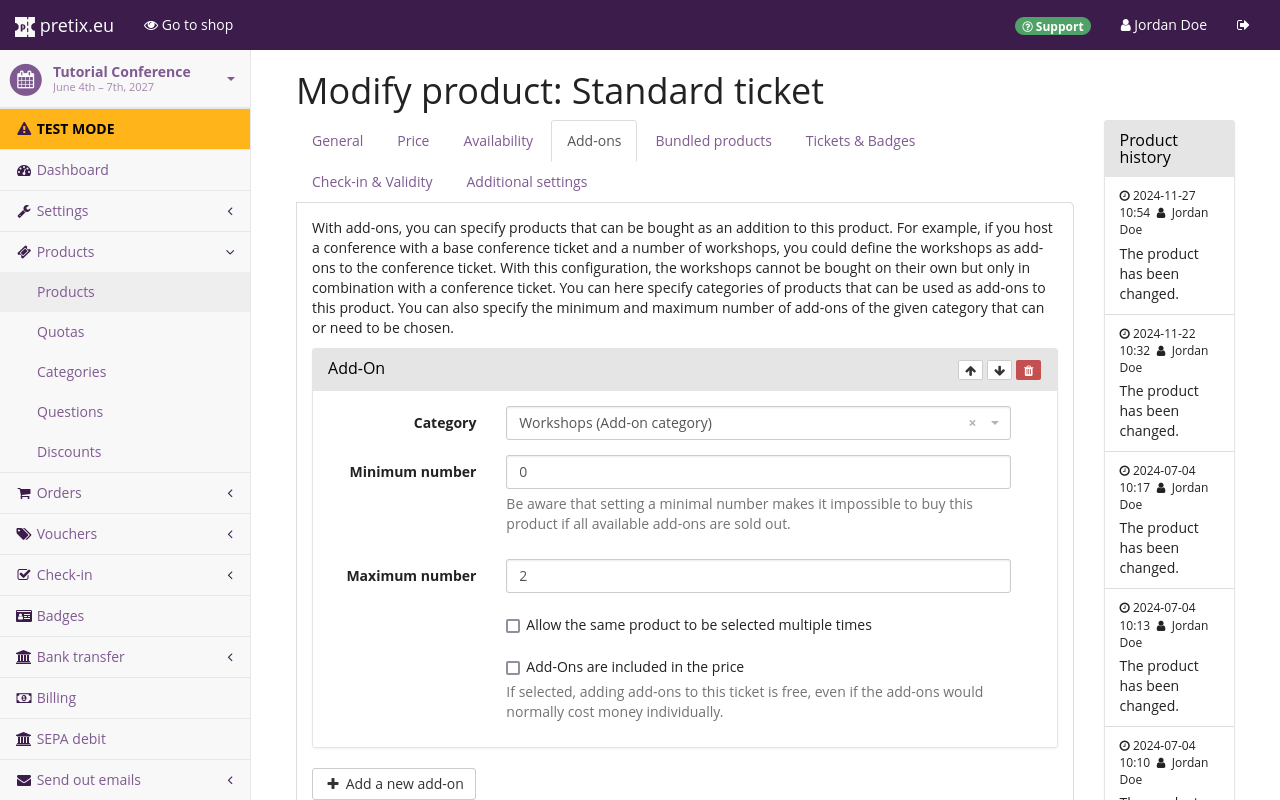 pretix.eu
Go to shop
Support
Jordan Doe
Tutorial Conference
June 4th – 7th, 2027
TEST MODE
Dashboard
Settings
Products
Products
Quotas
Categories
Questions
Discounts
Orders
Vouchers
Check-in
Badges
Bank transfer
Billing
SEPA debit
Send out emails
Modify product: Standard ticket
General
Price
Availability
Add-ons
Bundled products
Tickets & Badges
Check-in & Validity
Additional settings
With add-ons, you can specify products that can be bought as an addition to this product. For example, if you host
a conference with a base conference ticket and a number of workshops, you could define the workshops as add-
ons to the conference ticket. With this configuration, the workshops cannot be bought on their own but only in
combination with a conference ticket. You can here specify categories of products that can be used as add-ons to
this product. You can also specify the minimum and maximum number of add-ons of the given category that can
or need to be chosen.
Add-On
Category
Workshops (Add-on category)
×
Minimum number
0
Be aware that setting a minimal number makes it impossible to buy this
product if all available add-ons are sold out.
Maximum number
2
Allow the same product to be selected multiple times
Add-Ons are included in the price
If selected, adding add-ons to this ticket is free, even if the add-ons would
normally cost money individually.
Add a new add-on
Product
history
2024-11-27
10:54 Jordan
Doe
The product
has been
changed.
2024-11-22
10:32 Jordan
Doe
The product
has been
changed.
2024-07-04
10:17 Jordan
Doe
The product
has been
changed.
2024-07-04
10:13 Jordan
Doe
The product
has been
changed.
2024-07-04
10:10 Jordan
Doe